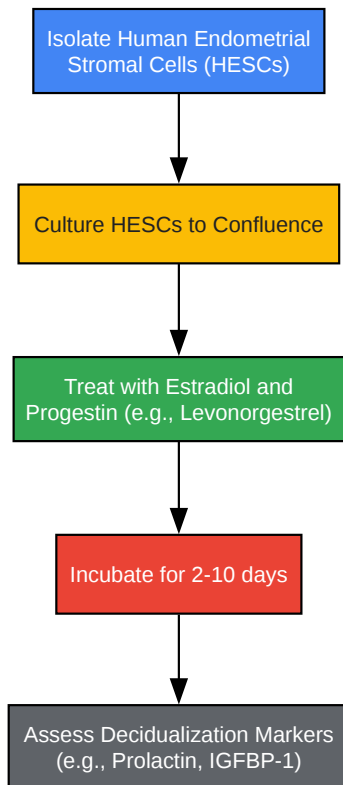 Isolate Human Endometrial
Stromal Cells (HESCs)
Culture HESCs to Confluence
Treat with Estradiol and
Progestin (e.g., Levonorgestrel)
Incubate for 2-10 days
Assess Decidualization Markers
(e.g., Prolactin, IGFBP-1)